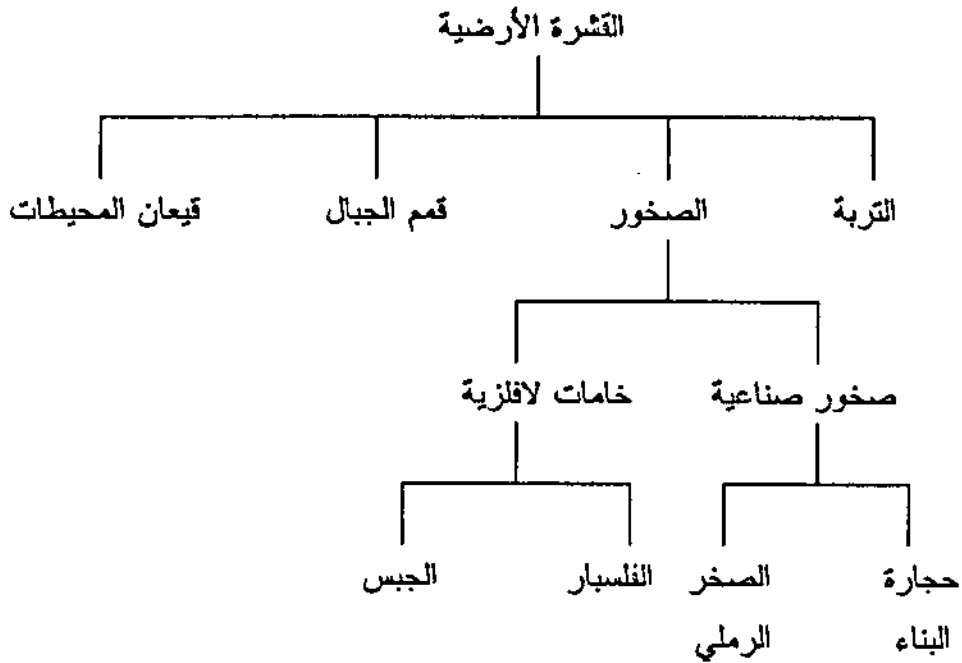 القشرة الأرضية
التربة
الصخور
قمم الجبال
قيعان المحيطات
صخور صناعية
خامات لافلزية
حجارة
البناء
الصخر
الرملي
الفلسبار
الجبس